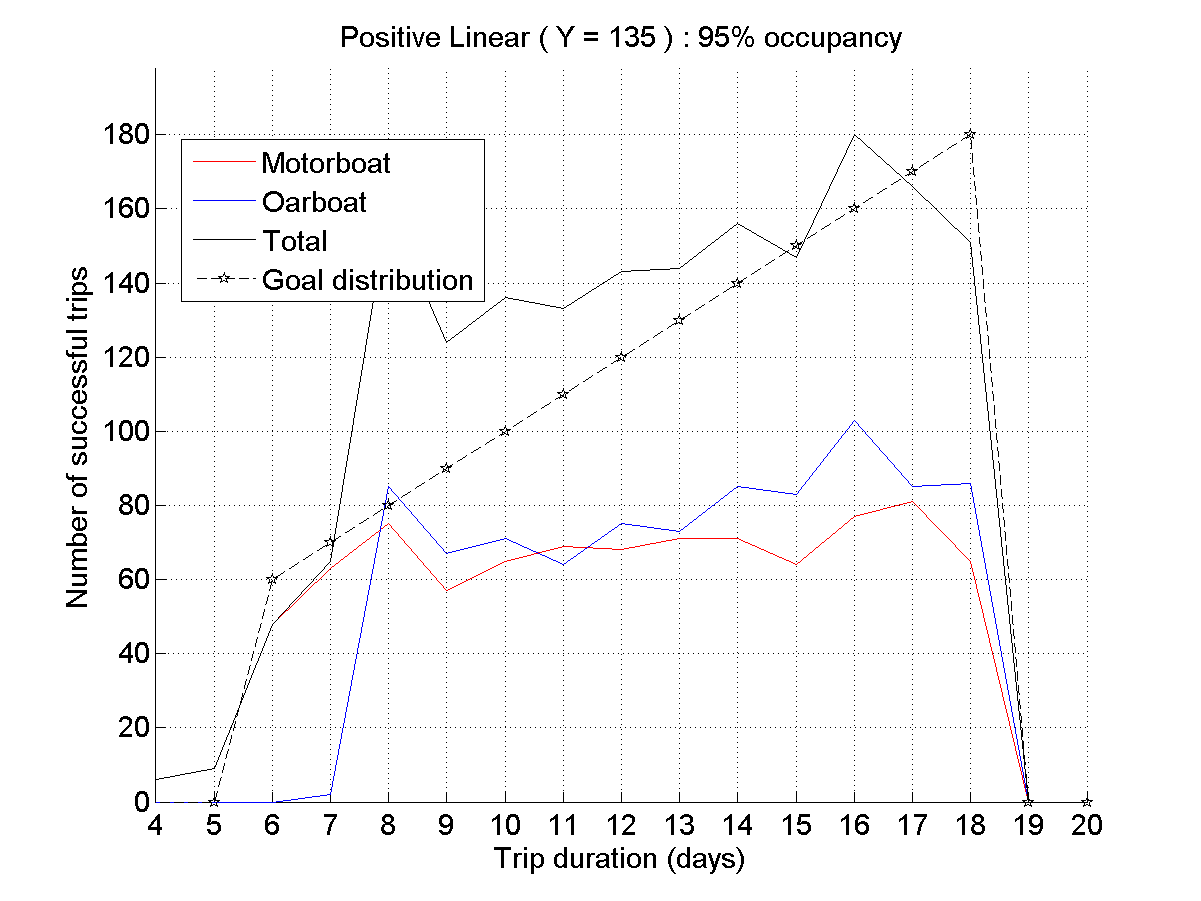 Positive Linear ( Y = 135 ) : 95% occupancy
180
160
140
120
100
80
60
40
20
0
Number of successful trips
Motorboat
Oarboat
Total
Goal distribution
4 5 6 7 8 9 10 11 12 13 14 15 16 17 18 19 20
Trip duration (days)